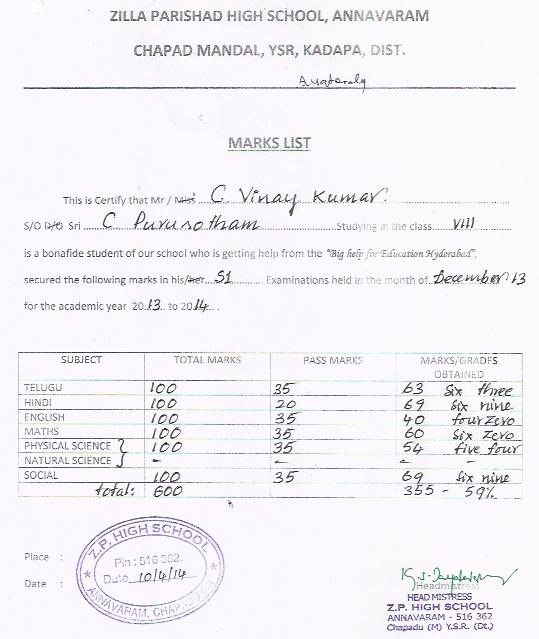 ZILLA PARISHAD HIGH SCHOOL, ANNAVARAM
CHAPAD MANDAL, YSR, KADAPA, DIST.
MARKS LIST
This is Certify that Mr / Miss C Vinay Kumar.
S/O D/O Sri C Purusotham Studying in the class VIII
is a bonafide student of our school who is getting help from the "Big help for Education Hyderabad",
secured the following marks in his/her S1 Examinations held in the month of December 13
for the academic year 2013 to 2014.
SUBJECT TOTAL MARKS PASS MARKS MARKS/GRADES OBTAINED
TELUGU 100 35 63 Six three
HINDI 100 20 69 Six nine
ENGLISH 100 35 40 four zero
MATHS 100 35 60 Six zero
PHYSICAL SCIENCE } 100 35 54 five four
NATURAL SCIENCE - - - -
SOCIAL 100 35 69 six nine
total: 600 355 - 59%
Place :
Date :
Z.P. HIGH SCHOOL
Pin : 516 362.
Date 10/4/14
ANNAVARAM, CHAPADU
Headmistress
HEAD MISTRESS
Z.P. HIGH SCHOOL
ANNAVARAM - 516 362
Chapadu (M) Y.S.R. (Dt.)